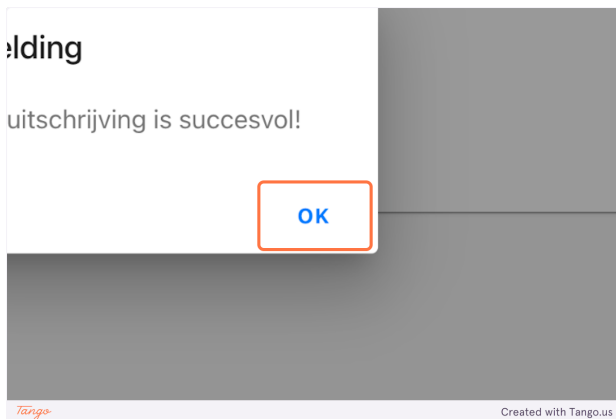 elding
uitschrijving is succesvol!
OK
Tango
Created with Tango.us